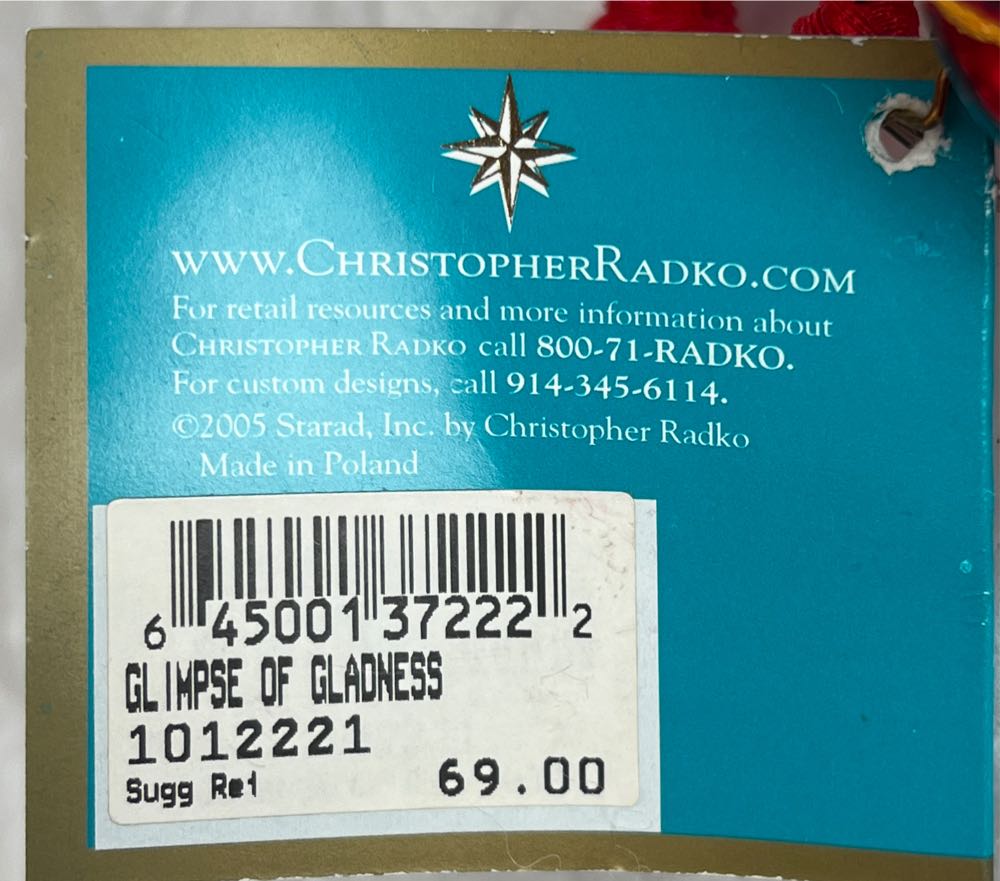 www.ChristopherRadko.com
For retail resources and more information about
Christopher Radko call 800-71-RADKO.
For custom designs, call 914-345-6114.
©2005 Starad, Inc. by Christopher Radko
Made in Poland
6 45001 37222 2
GLIMPSE OF GLADNESS
1012221
Sugg Ret 69.00